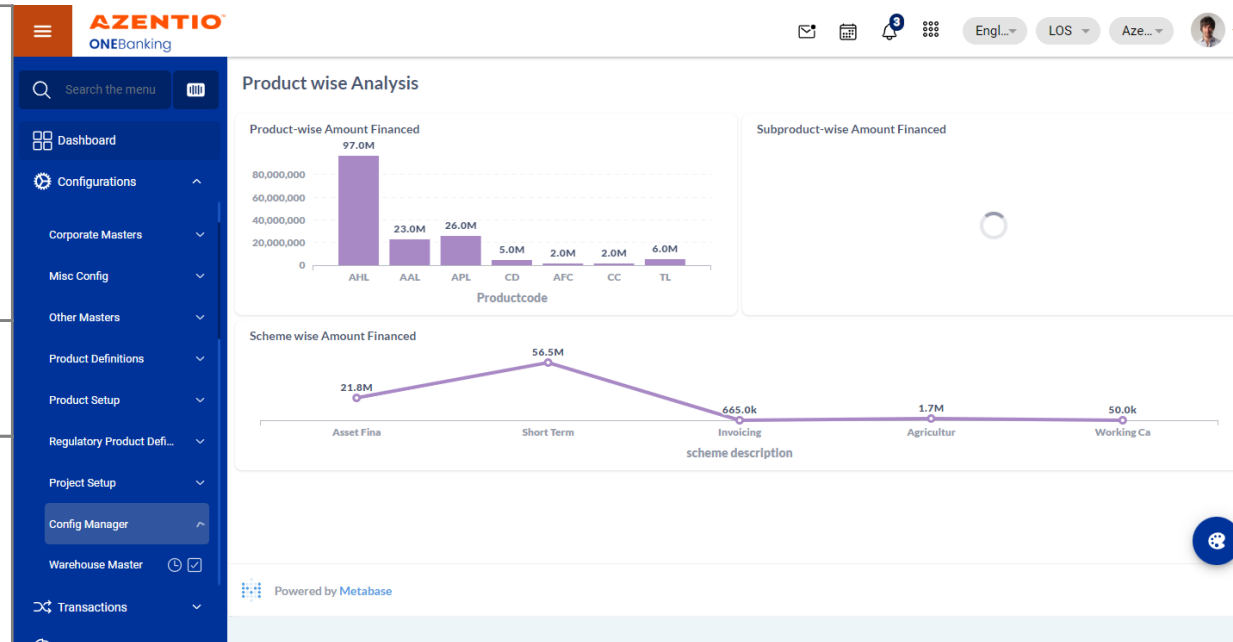 AZENTIO
ONEBanking
3
Engl...
LOS
Aze...
Search the menu
Dashboard
Configurations
Corporate Masters
Misc Config
Other Masters
Product Definitions
Product Setup
Regulatory Product Defi...
Project Setup
Config Manager
Warehouse Master
Transactions
Product wise Analysis
Product-wise Amount Financed
97.0M
80,000,000
60,000,000
40,000,000
20,000,000
0
23.0M
26.0M
5.0M
2.0M
2.0M
6.0M
AHL
AAL
APL
CD
AFC
CC
TL
Productcode
Subproduct-wise Amount Financed
Scheme wise Amount Financed
56.5M
21.8M
665.0k
1.7M
50.0k
Asset Fina
Short Term
Invoicing
Agricultur
Working Ca
scheme description
Powered by Metabase